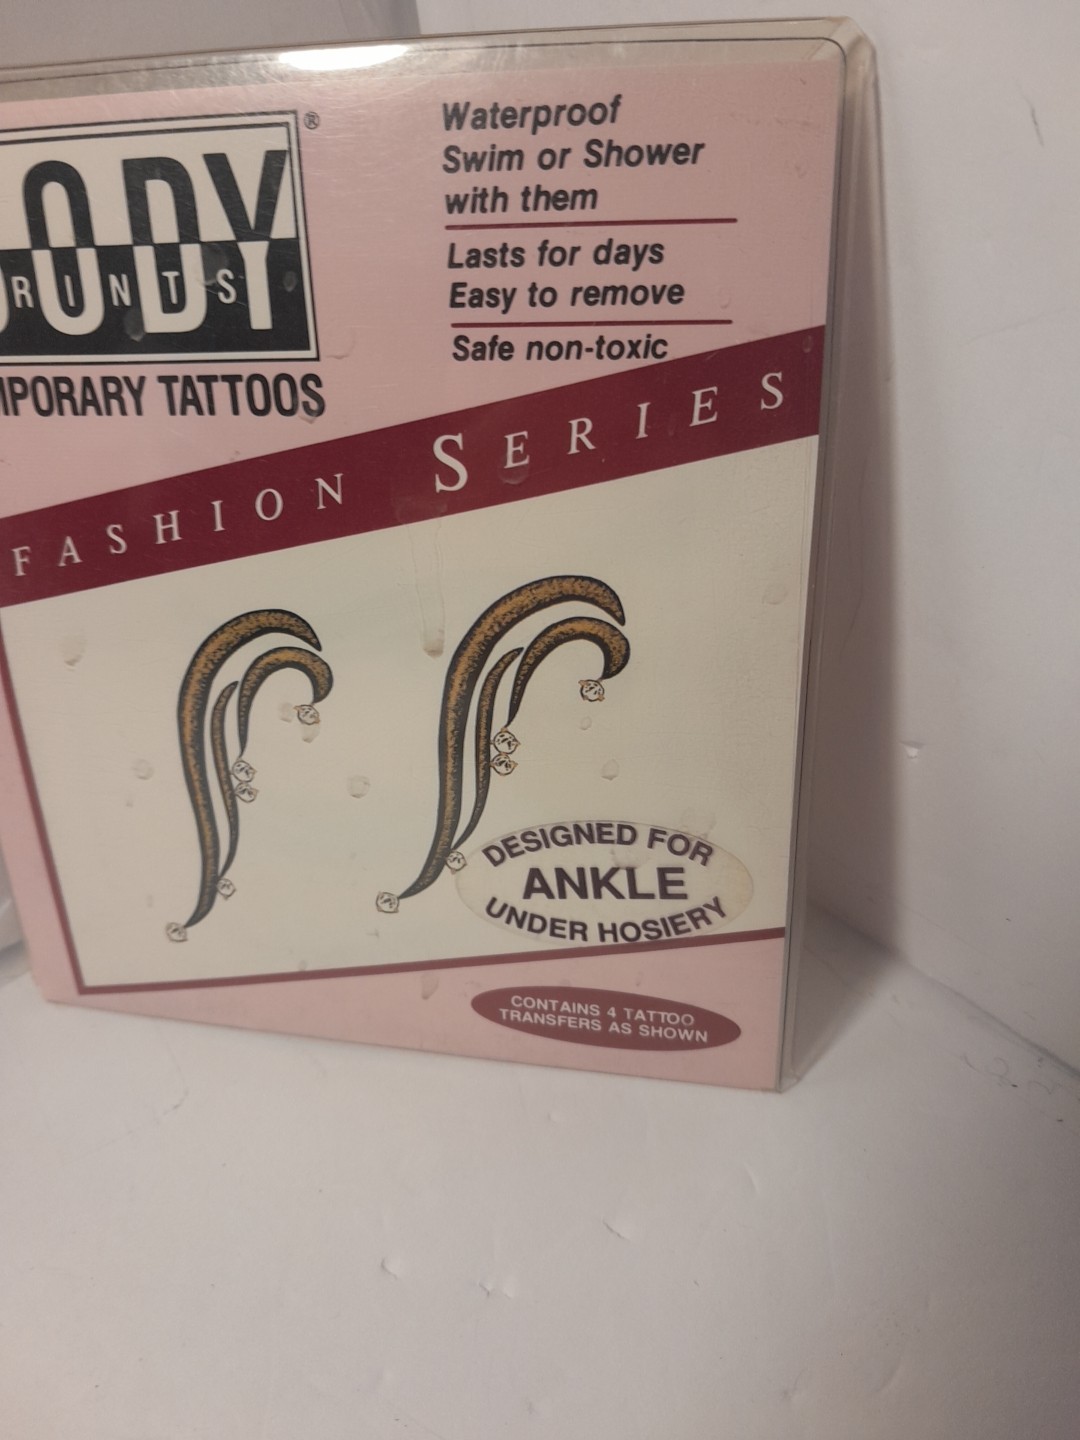 ODY®
RINTS
MPORARY TATTOOS
Waterproof
Swim or Shower
with them
Lasts for days
Easy to remove
Safe non-toxic
FASHION SERIES
DESIGNED FOR
ANKLE
UNDER HOSIERY
CONTAINS 4 TATTOO
TRANSFERS AS SHOWN